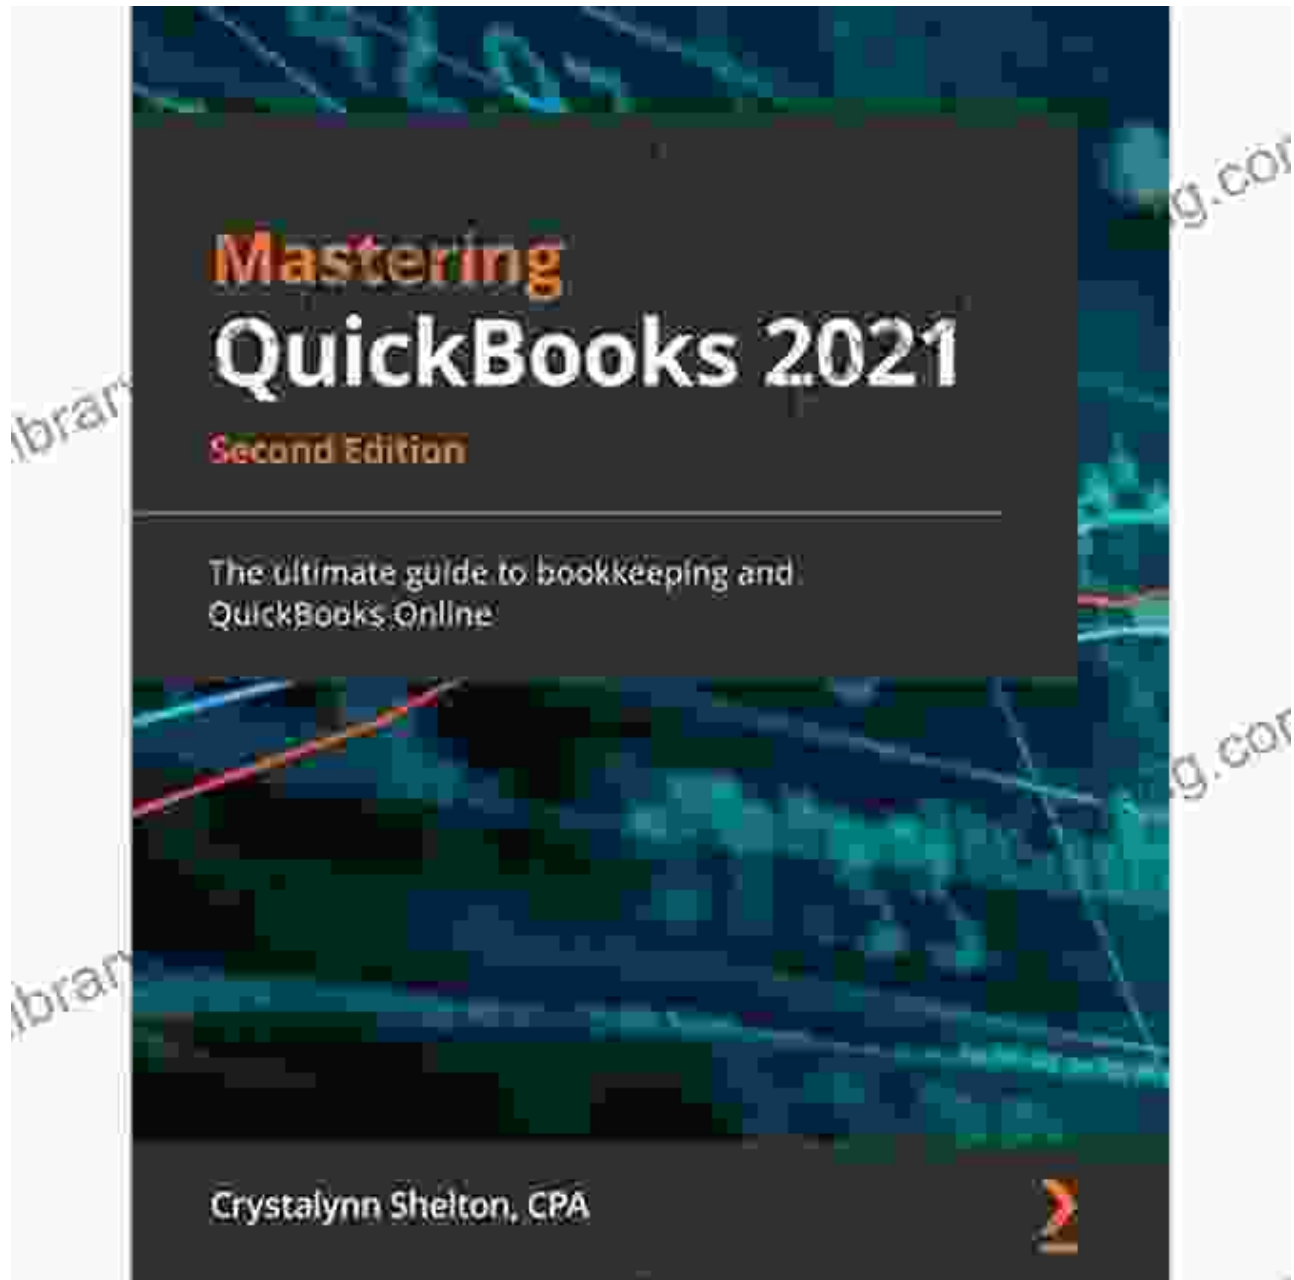 Mastering
QuickBooks 2021
Second Edition
The ultimate guide to bookkeeping and
QuickBooks Online
Crystalynn Shelton, CPA